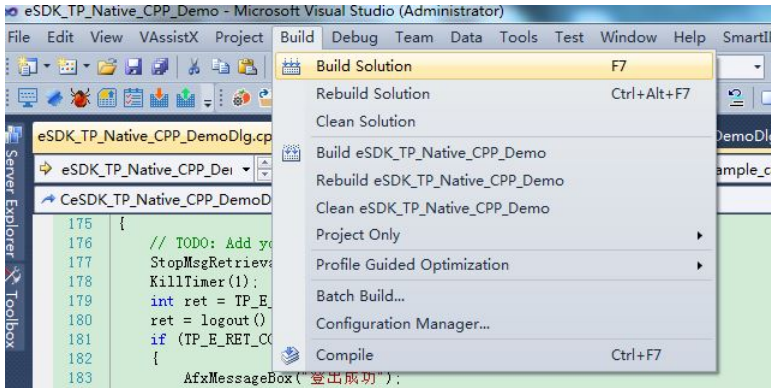 eSDK_TP_Native_CPP_Demo - Microsoft Visual Studio (Administrator)
File Edit View VAssistX Project Build Debug Team Data Tools Test Window Help SmartII
Build Solution F7
Rebuild Solution Ctrl+Alt+F7
Clean Solution
Build eSDK_TP_Native_CPP_Demo
Rebuild eSDK_TP_Native_CPP_Demo
Clean eSDK_TP_Native_CPP_Demo
Project Only
Profile Guided Optimization
Batch Build...
Configuration Manager...
Compile Ctrl+F7
eSDK_TP_Native_CPP_DemoDlg.cp
DemoDl
eSDK_TP_Native_CPP_De
ample_c
CeSDK_TP_Native_CPP_DemoD
Server Explorer
Toolbox
175 {
176 // TODO: Add yo
177 StopMsgRetrieva
178 KillTimer(1);
179 int ret = TP_E_
180 ret = logout()
181 if (TP_E_RET_CO
182 {
183 AfxMessageBox("登出成功");